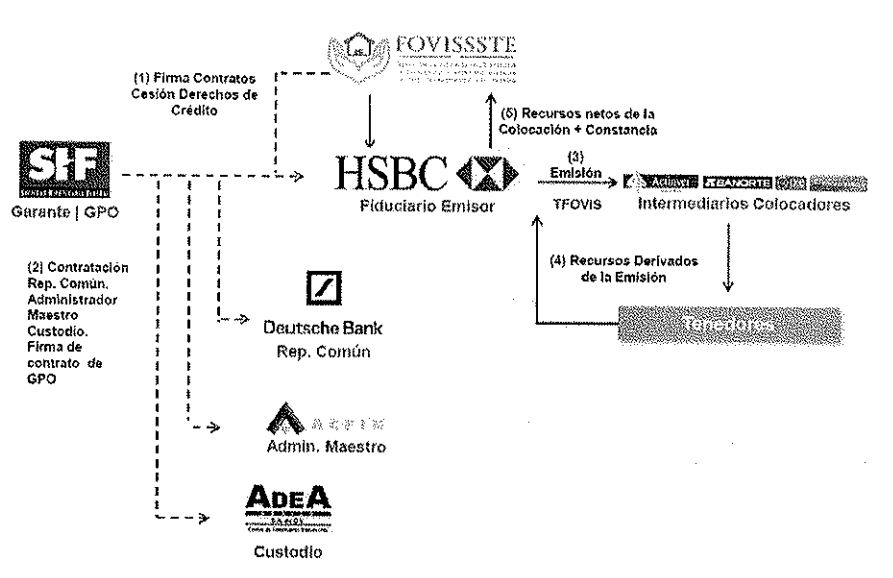 FOVISSSTE
(1) Firma Contratos
Cesión Derechos de
Crédito
(5) Recursos netos de la
Colocación + Constancia
SHF
Garante | GPO
HSBC
Fiduciario Emisor
(3)
Emisión
TFOVIS
Actinver BANORTE
Intermediarios Colocadores
(2) Contratación
Rep. Común.
Administrador
Maestro
Custodio.
Firma de
contrato de
GPO
(4) Recursos Derivados
de la Emisión
Tenedores
Deutsche Bank
Rep. Común
ACFIN
Admin. Maestro
ADEA
Custodio